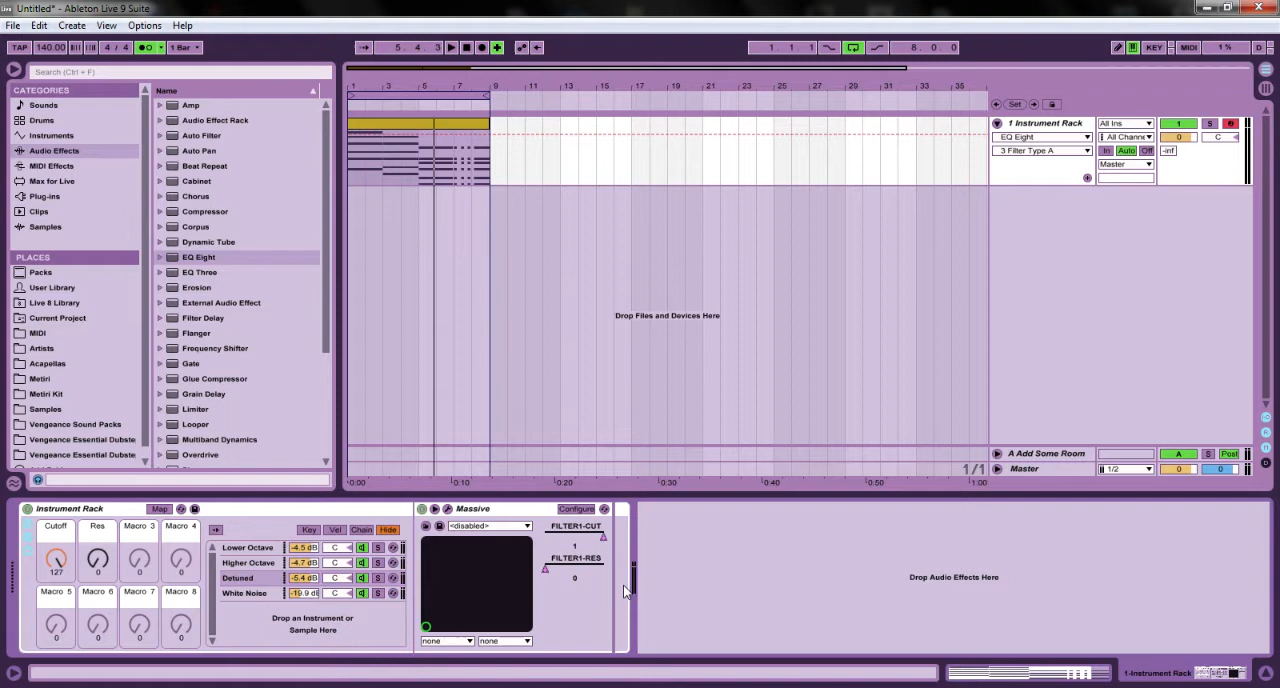 Untitled* - Ableton Live 9 Suite
File Edit Create View Options Help
TAP 140.00 4 / 4 1 Bar 5. 4. 3 1. 1. 1 8. 0. 0 KEY MIDI 1 % D
Search (Ctrl + F)
CATEGORIES
Sounds
Drums
Instruments
Audio Effects
MIDI Effects
Max for Live
Plug-ins
Clips
Samples
PLACES
Packs
User Library
Live 8 Library
Current Project
MIDI
Artists
Acapellas
Metiri
Metiri Kit
Samples
Vengeance Sound Packs
Vengeance Essential Dubste
Vengeance Essential Dubste
Name
Amp
Audio Effect Rack
Auto Filter
Auto Pan
Beat Repeat
Cabinet
Chorus
Compressor
Corpus
Dynamic Tube
EQ Eight
EQ Three
Erosion
External Audio Effect
Filter Delay
Flanger
Frequency Shifter
Gate
Glue Compressor
Grain Delay
Limiter
Looper
Multiband Dynamics
Overdrive
1 3 5 7 9 11 13 15 17 19 21 23 25 27 29 31 33 35
Set
1 Instrument Rack All Ins 1 S
EQ Eight All Channe 0 C
3 Filter Type A In Auto Off -inf
Master
Drop Files and Devices Here
A Add Some Room A S Post
1/1 Master 1/2 0 0
0:00 0:10 0:20 0:30 0:40 0:50 1:00
Instrument Rack Map
Cutoff Res Macro 3 Macro 4
127 0 0 0
Macro 5 Macro 6 Macro 7 Macro 8
0 0 0 0
Key Vel Chain Hide
Lower Octave -4.5 dB C S
Higher Octave -4.7 dB C S
Detuned -5.4 dB C S
White Noise -19.9 dB C S
Drop an Instrument or
Sample Here
Massive Configure
<disabled>
FILTER1-CUT
1
FILTER1-RES
0
none none
Drop Audio Effects Here
1-Instrument Rack